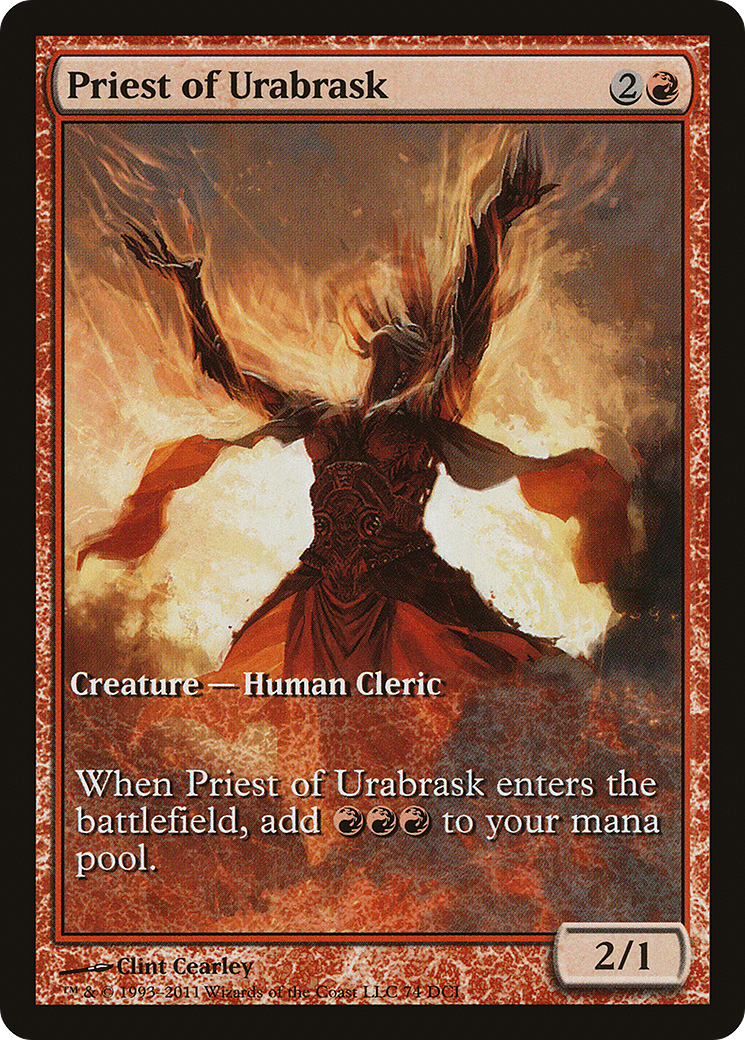 Priest of Urabrask 2
Creature — Human Cleric
When Priest of Urabrask enters the
battlefield, add to your mana
pool.
2/1
Clint Cearley
™ & © 1993–2011 Wizards of the Coast LLC 74 DCI